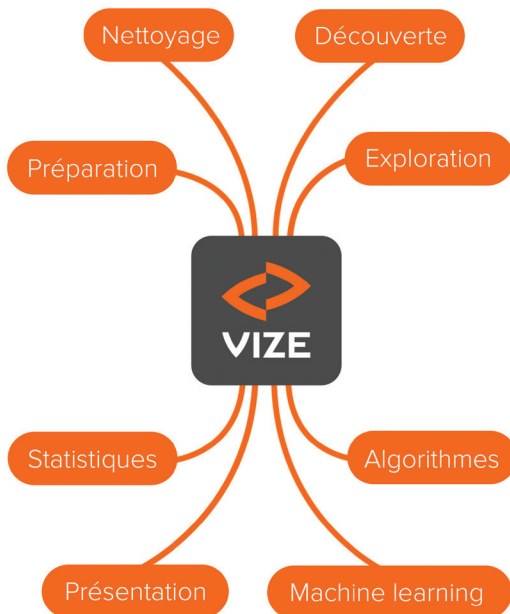 Nettoyage
Découverte
Préparation
Exploration
VIZE
Statistiques
Algorithmes
Présentation
Machine learning